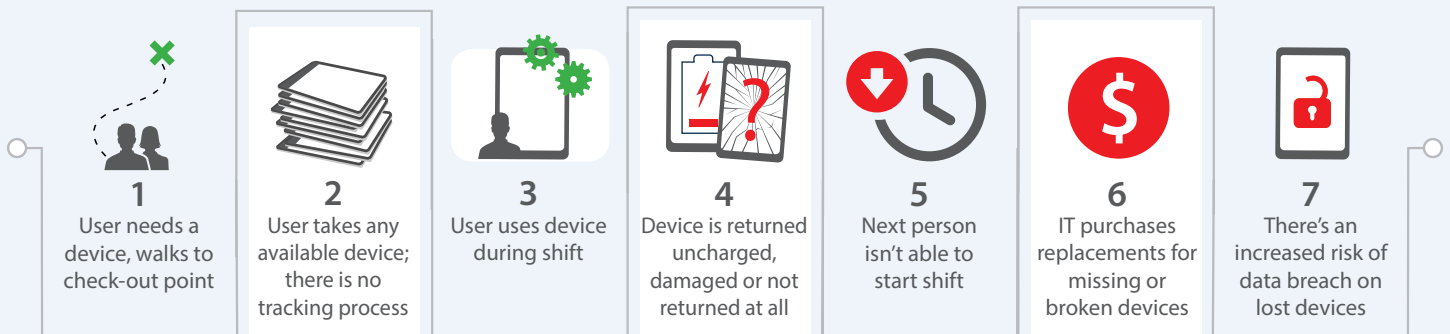 1
User needs a
device, walks to
check-out point
2
User takes any
available device;
there is no
tracking process
3
User uses device
during shift
?
4
Device is returned
uncharged,
damaged or not
returned at all
5
Next person
isn’t able to
start shift
$
6
IT purchases
replacements for
missing or
broken devices
7
There’s an
increased risk of
data breach on
lost devices